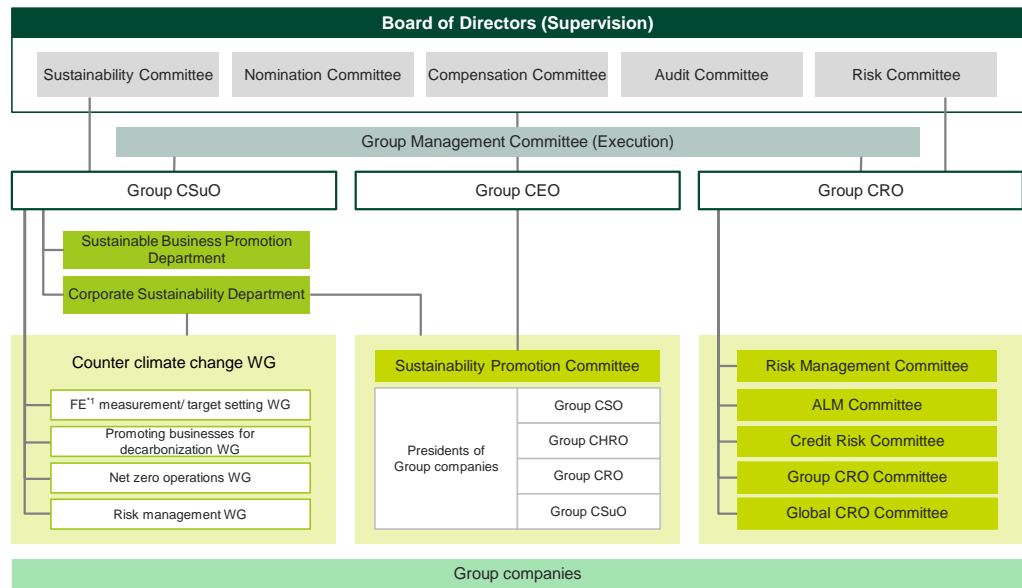 Board of Directors (Supervision)
Sustainability Committee
Nomination Committee
Compensation Committee
Audit Committee
Risk Committee
Group Management Committee (Execution)
Group CSuO
Group CEO
Group CRO
Sustainable Business Promotion
Department
Corporate Sustainability Department
Counter climate change WG
FE*1 measurement/ target setting WG
Promoting businesses for
decarbonization WG
Net zero operations WG
Risk management WG
Sustainability Promotion Committee
Presidents of
Group companies
Group CSO
Group CHRO
Group CRO
Group CSuO
Risk Management Committee
ALM Committee
Credit Risk Committee
Group CRO Committee
Global CRO Committee
Group companies